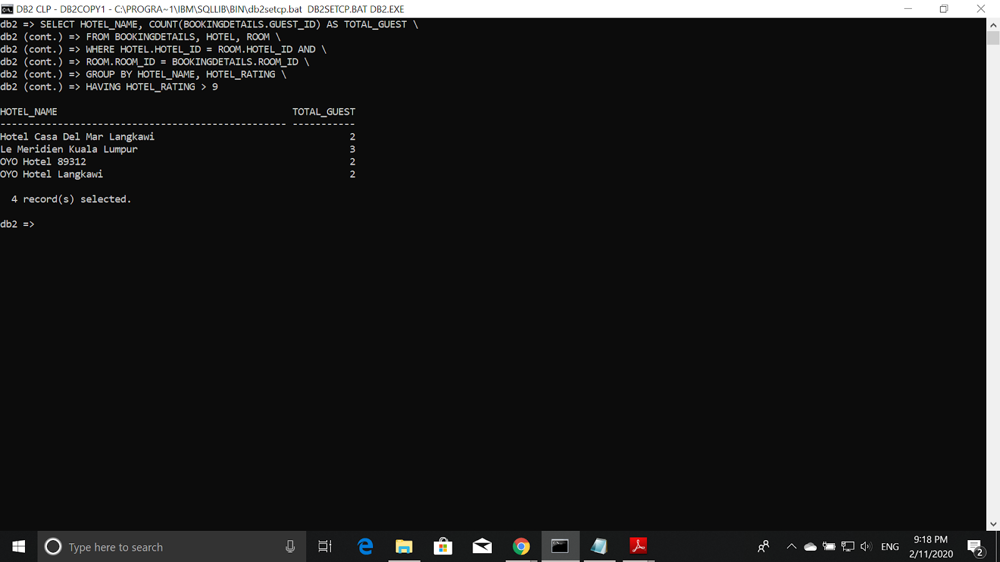 DB2 CLP - DB2COPY1 - C:\PROGRA~1\IBM\SQLLIB\BIN\db2setcp.bat  DB2SETCP.BAT DB2.EXE
db2 => SELECT HOTEL_NAME, COUNT(BOOKINGDETAILS.GUEST_ID) AS TOTAL_GUEST \
db2 (cont.) => FROM BOOKINGDETAILS, HOTEL, ROOM \
db2 (cont.) => WHERE HOTEL.HOTEL_ID = ROOM.HOTEL_ID AND \
db2 (cont.) => ROOM.ROOM_ID = BOOKINGDETAILS.ROOM_ID \
db2 (cont.) => GROUP BY HOTEL_NAME, HOTEL_RATING \
db2 (cont.) => HAVING HOTEL_RATING > 9
HOTEL_NAME                                         TOTAL_GUEST
-------------------------------------------------- -----------
Hotel Casa Del Mar Langkawi                                  2
Le Meridien Kuala Lumpur                                     3
OYO Hotel 89312                                              2
OYO Hotel Langkawi                                           2
  4 record(s) selected.
db2 =>
Type here to search
ENG
9:18 PM
2/11/2020
2